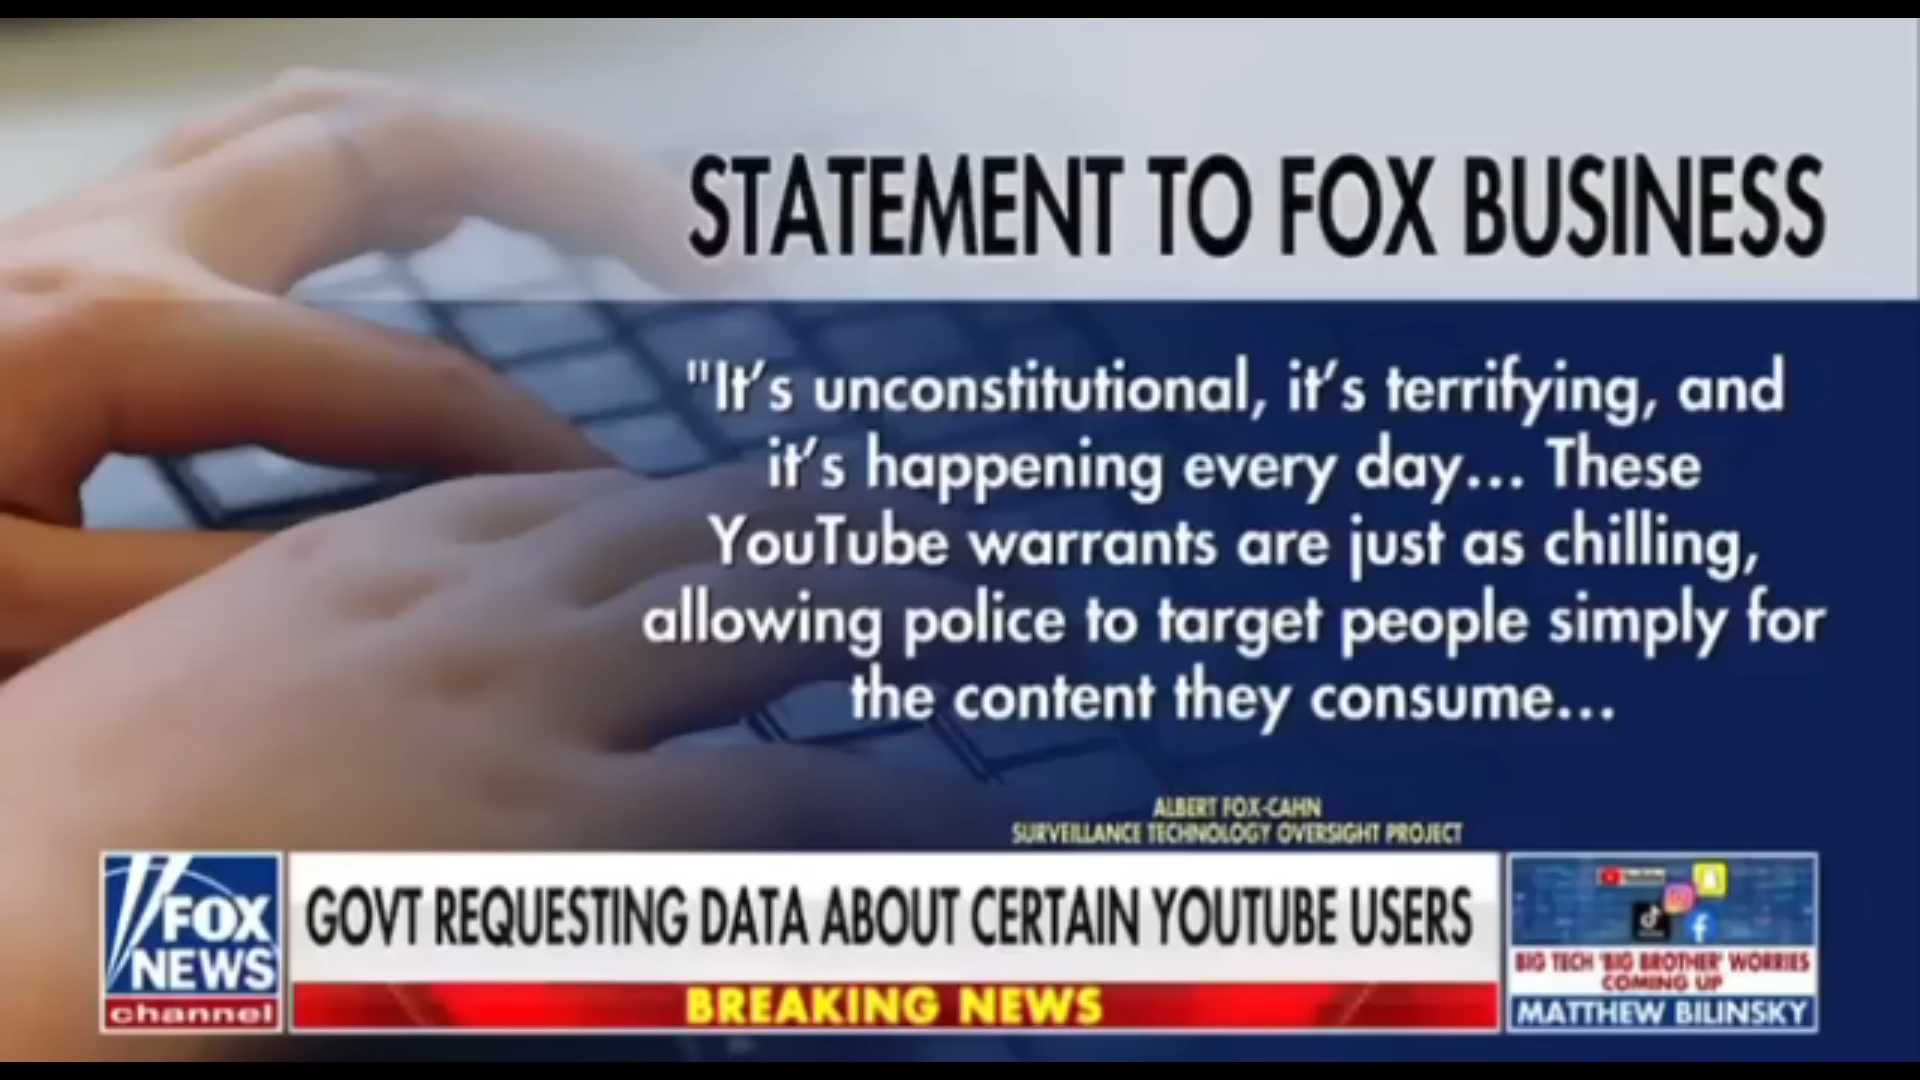 STATEMENT TO FOX BUSINESS
"It's unconstitutional, it's terrifying, and
it's happening every day... These
YouTube warrants are just as chilling,
allowing police to target people simply for
the content they consume...
ALBERT FOX-CAHN
SURVEILLANCE TECHNOLOGY OVERSIGHT PROJECT
FOX
NEWS
channel
GOVT REQUESTING DATA ABOUT CERTAIN YOUTUBE USERS
BREAKING NEWS
BIG TECH 'BIG BROTHER' WORRIES
COMING UP
MATTHEW BILINSKY